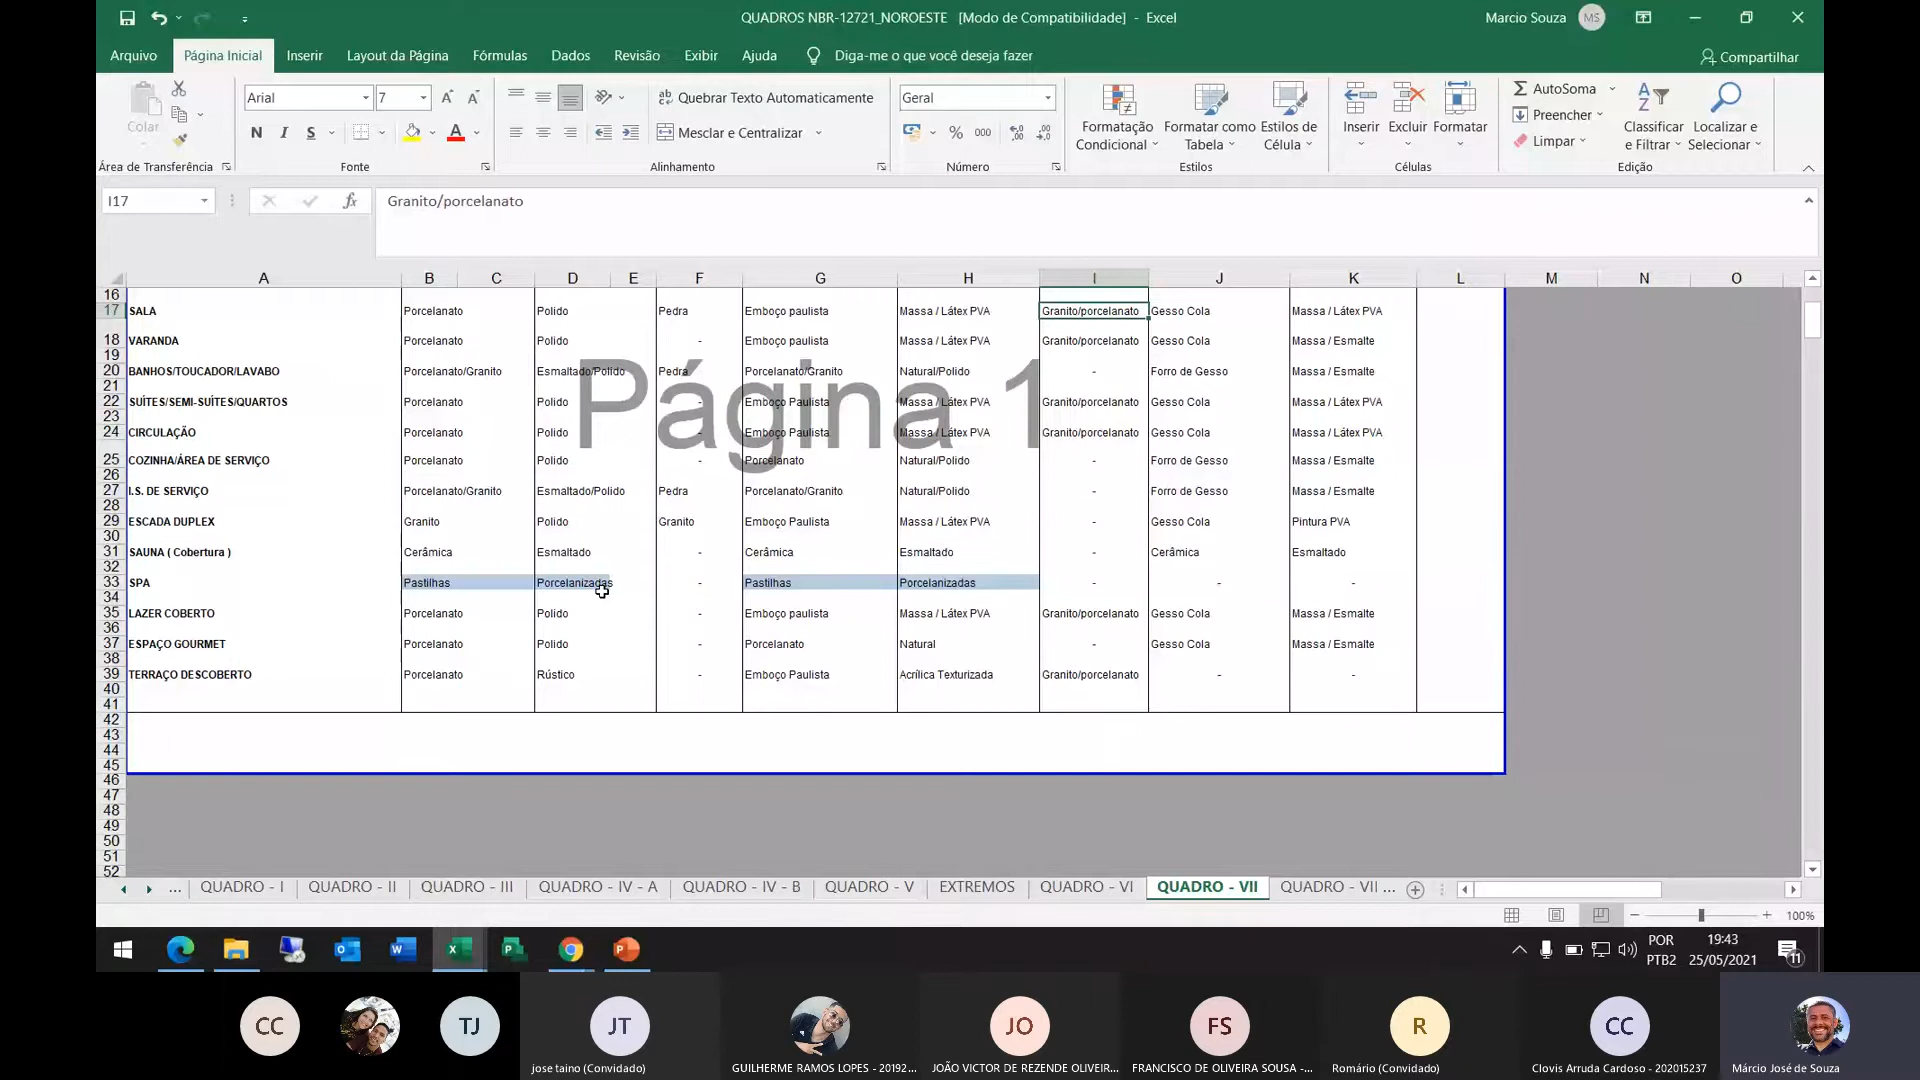 QUADROS NBR-12721_NOROESTE [Modo de Compatibilidade] - Excel
Marcio Souza MS
Arquivo Página Inicial Inserir Layout da Página Fórmulas Dados Revisão Exibir Ajuda Diga-me o que você deseja fazer Compartilhar
Colar
Arial 7
Quebrar Texto Automaticamente
Geral
N I S
Mesclar e Centralizar
% 000
Formatação Condicional
Formatar como Tabela
Estilos de Célula
Inserir Excluir Formatar
AutoSoma
Preencher
Limpar
Classificar e Filtrar
Localizar e Selecionar
Área de Transferência Fonte Alinhamento Número Estilos Células Edição
I17 fx Granito/porcelanato
A B C D E F G H I J K L M N O
16
17 SALA Porcelanato Polido Pedra Emboço paulista Massa / Látex PVA Granito/porcelanato Gesso Cola Massa / Látex PVA
18 VARANDA Porcelanato Polido - Emboço paulista Massa / Látex PVA Granito/porcelanato Gesso Cola Massa / Esmalte
19
20 BANHOS/TOUCADOR/LAVABO Porcelanato/Granito Esmaltado/Polido Pedra Porcelanato/Granito Natural/Polido - Forro de Gesso Massa / Esmalte
21
22 SUÍTES/SEMI-SUÍTES/QUARTOS Porcelanato Polido - Emboço Paulista Massa / Látex PVA Granito/porcelanato Gesso Cola Massa / Látex PVA
23
Página 1
24 CIRCULAÇÃO Porcelanato Polido - Emboço Paulista Massa / Látex PVA Granito/porcelanato Gesso Cola Massa / Látex PVA
25 COZINHA/ÁREA DE SERVIÇO Porcelanato Polido - Porcelanato Natural/Polido - Forro de Gesso Massa / Esmalte
26
27 I.S. DE SERVIÇO Porcelanato/Granito Esmaltado/Polido Pedra Porcelanato/Granito Natural/Polido - Forro de Gesso Massa / Esmalte
28
29 ESCADA DUPLEX Granito Polido Granito Emboço Paulista Massa / Látex PVA - Gesso Cola Pintura PVA
30
31 SAUNA ( Cobertura ) Cerâmica Esmaltado - Cerâmica Esmaltado - Cerâmica Esmaltado
32
33 SPA Pastilhas Porcelanizadas - Pastilhas Porcelanizadas - - -
34
35 LAZER COBERTO Porcelanato Polido - Emboço paulista Massa / Látex PVA Granito/porcelanato Gesso Cola Massa / Esmalte
36
37 ESPAÇO GOURMET Porcelanato Polido - Porcelanato Natural - Gesso Cola Massa / Esmalte
38
39 TERRAÇO DESCOBERTO Porcelanato Rústico - Emboço Paulista Acrílica Texturizada Granito/porcelanato - -
40
41
42
43
44
45
46
47
48
49
50
51
52
... QUADRO - I QUADRO - II QUADRO - III QUADRO - IV - A QUADRO - IV - B QUADRO - V EXTREMOS QUADRO - VI QUADRO - VII QUADRO - VII ...
100%
POR PTB2 19:43 25/05/2021 11
CC TJ JT JO FS R CC
jose taino (Convidado) GUILHERME RAMOS LOPES - 20192... JOÃO VICTOR DE REZENDE OLIVEIR... FRANCISCO DE OLIVEIRA SOUSA -... Romário (Convidado) Clovis Arruda Cardoso - 202015237 Márcio José de Souza